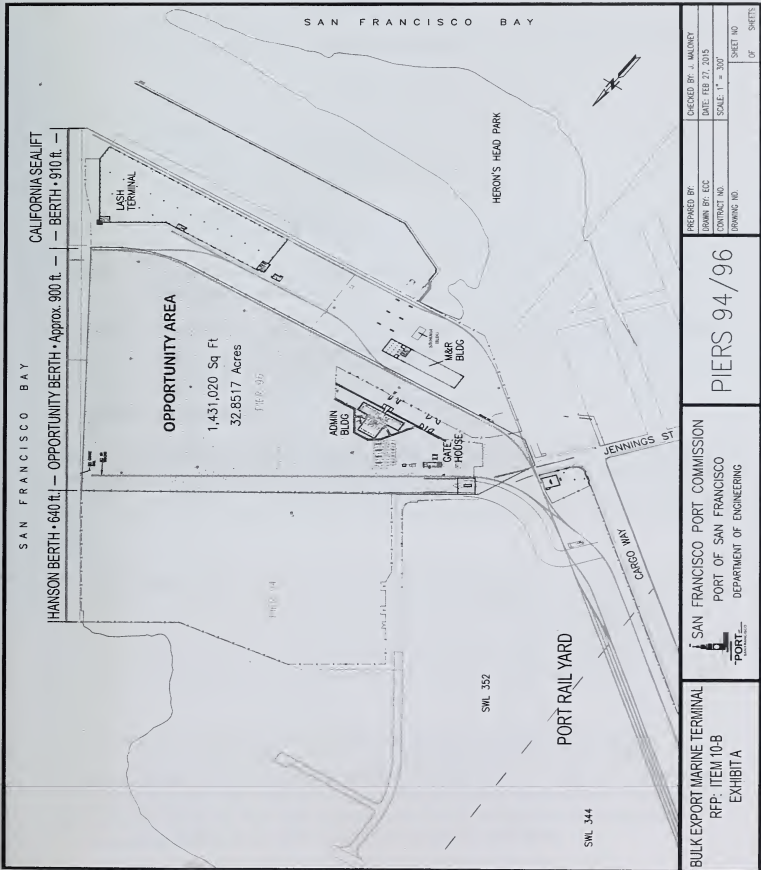 SAN FRANCISCO BAY
SAN FRANCISCO BAY
CALIFORNIA SEALIFT
HANSON BERTH • 640 ft. — OPPORTUNITY BERTH • Approx. 900 ft. — — BERTH • 910 ft. —
LASH
TERMINAL
HERON'S HEAD PARK
OPPORTUNITY AREA
1,431,020 Sq Ft
32.8517 Acres
PIER 96
M&R
BLDG
ADMIN
BLDG
GATE
HOUSE
JENNINGS ST
CARGO WAY
PIER 94
SWL 352
PORT RAIL YARD
SWL 344
BULK EXPORT MARINE TERMINAL
RFP: ITEM 10-B
EXHIBIT A
PORT
SAN FRANCISCO PORT COMMISSION
PORT OF SAN FRANCISCO
DEPARTMENT OF ENGINEERING
PIERS 94/96
PREPARED BY:
DRAWN BY: ECC
CONTRACT NO.
DRAWING NO.
CHECKED BY: J. MALONEY
DATE: FEB 27, 2015
SCALE: 1" = 300'
SHEET NO
OF SHEETS